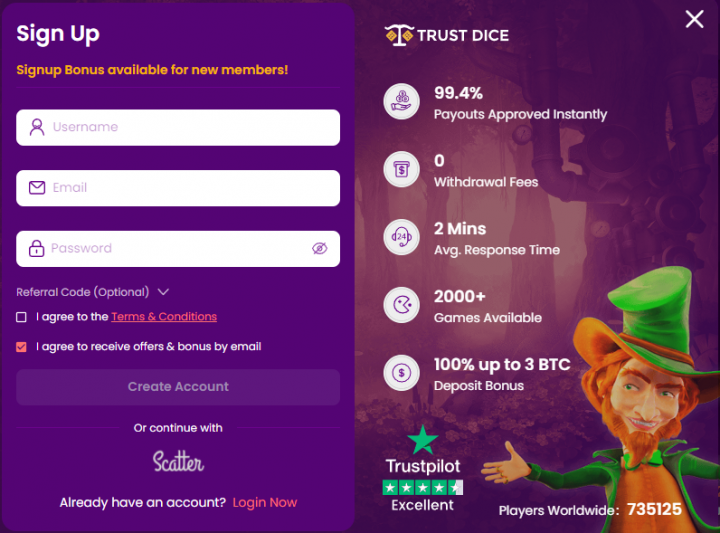 Sign Up
Signup Bonus available for new members!
Username
Email
Password
Referral Code (Optional)
I agree to the Terms & Conditions
I agree to receive offers & bonus by email
Create Account
Or continue with
Scatter
Already have an account? Login Now
TRUST DICE
99.4%
Payouts Approved Instantly
0
Withdrawal Fees
24
2 Mins
Avg. Response Time
2000+
Games Available
100% up to 3 BTC
Deposit Bonus
Trustpilot
Excellent
Players Worldwide: 735125